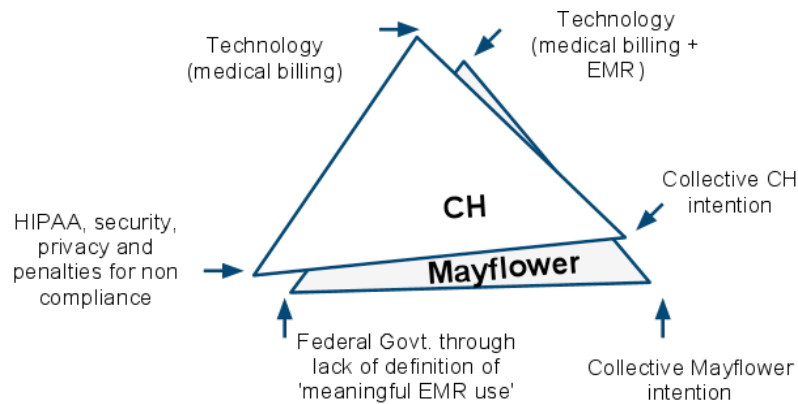 Technology
(medical billing)
Technology
(medical billing +
EMR )
Collective CH
intention
CH
HIPAA, security,
privacy and
penalties for non
compliance
Mayflower
Federal Govt. through
lack of definition of
'meaningful EMR use'
Collective Mayflower
intention